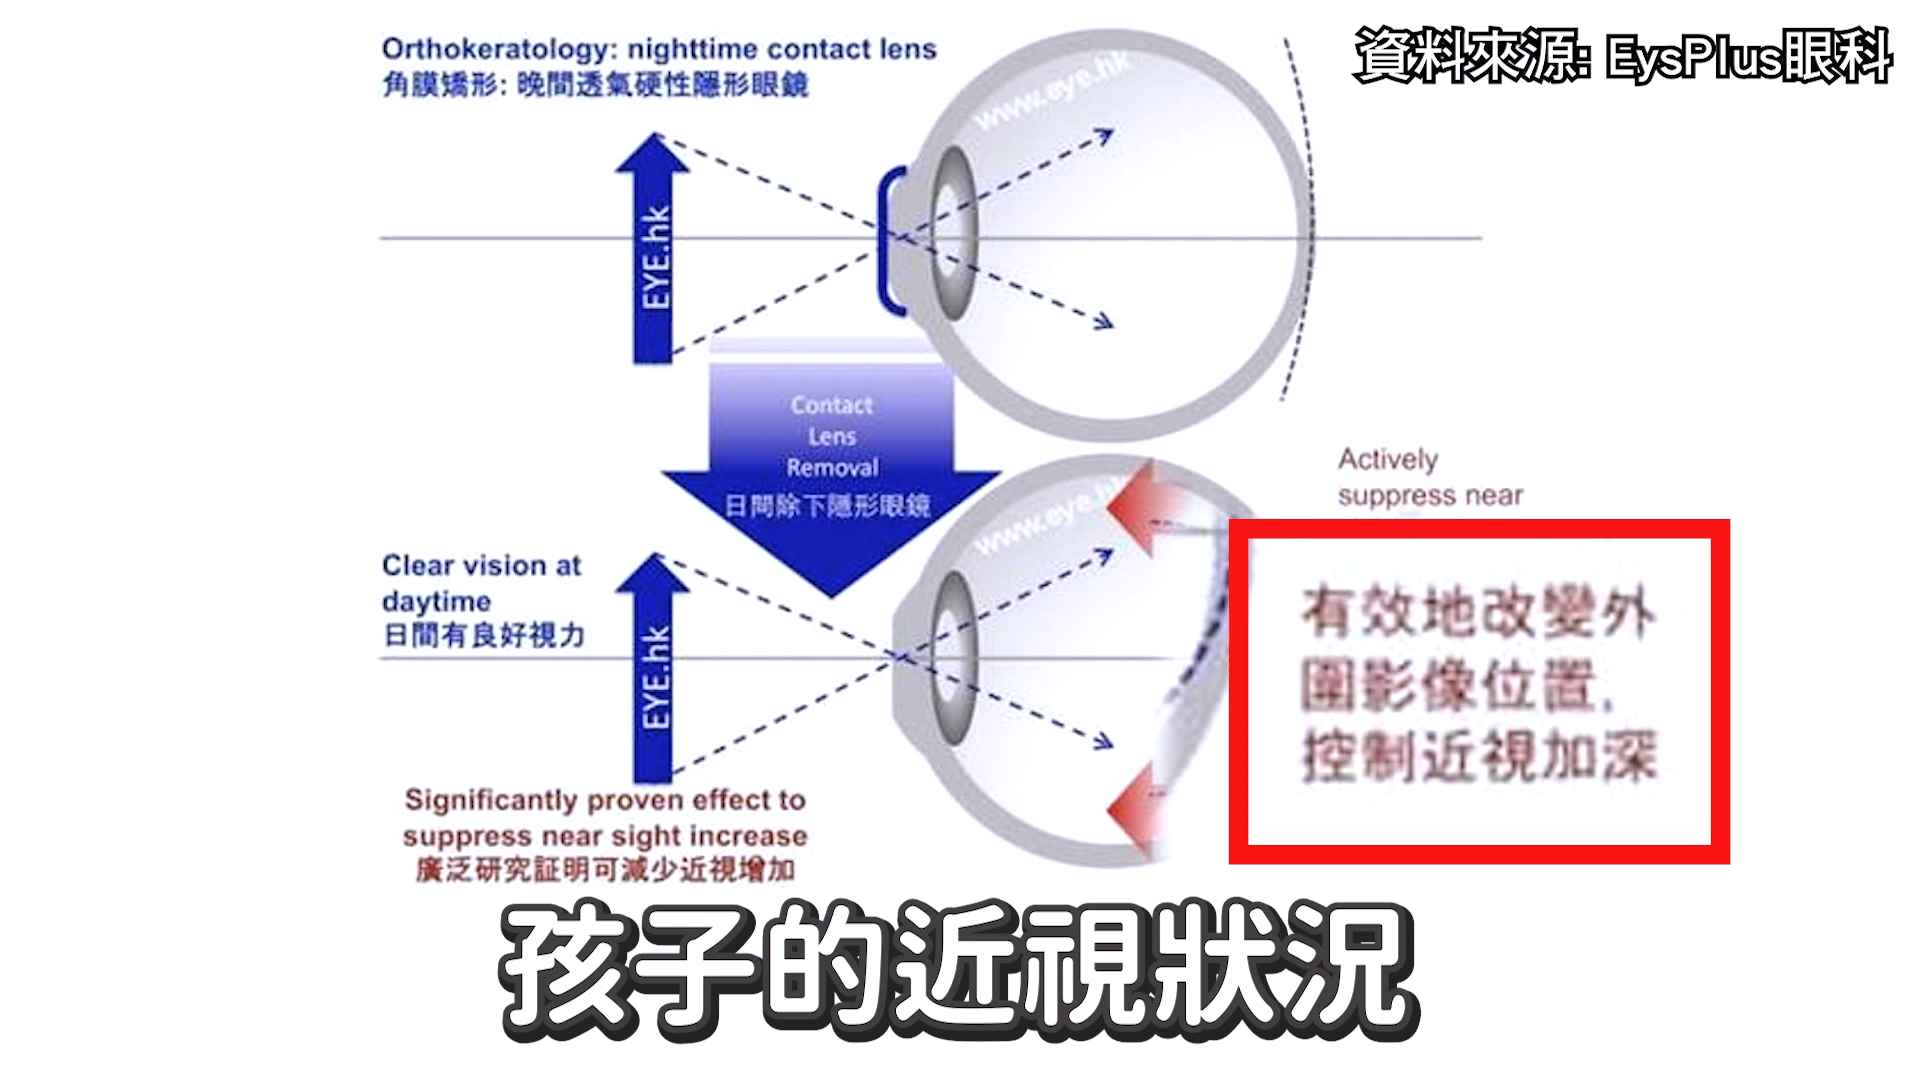 資料來源: EysPlus眼科
Orthokeratology: nighttime contact lens
角膜矯形: 晚間透氣硬性隱形眼鏡
www.eye.hk
EYE.hk
Contact
Lens
Removal
日間除下隱形眼鏡
Actively
suppress near
www.eye.h
Clear vision at
daytime
日間有良好視力
EYE.hk
有效地改變外
圍影像位置,
控制近視加深
Significantly proven effect to
suppress near sight increase
廣泛研究証明可減少近視增加
孩子的近視狀況